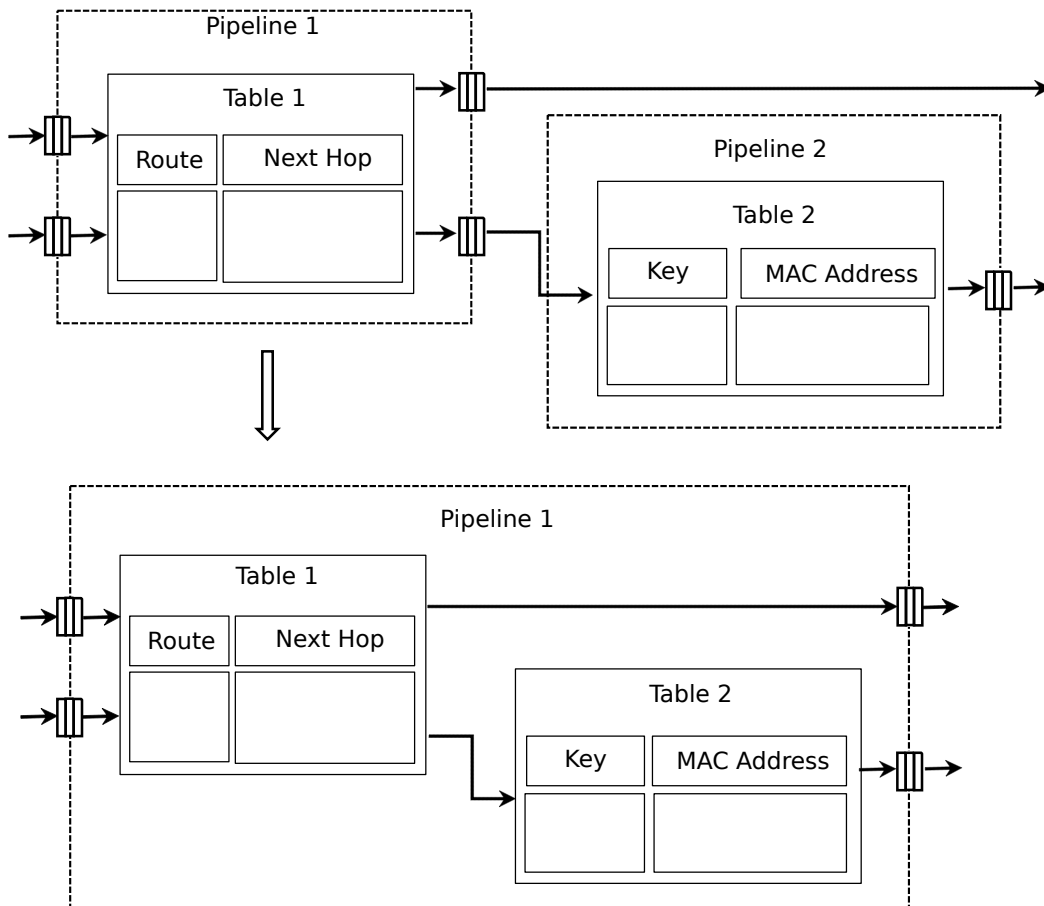 Pipeline 1
Table 1
Route Next Hop
Pipeline 2
Table 2
Key MAC Address
Pipeline 1
Table 1
Route Next Hop
Table 2
Key MAC Address